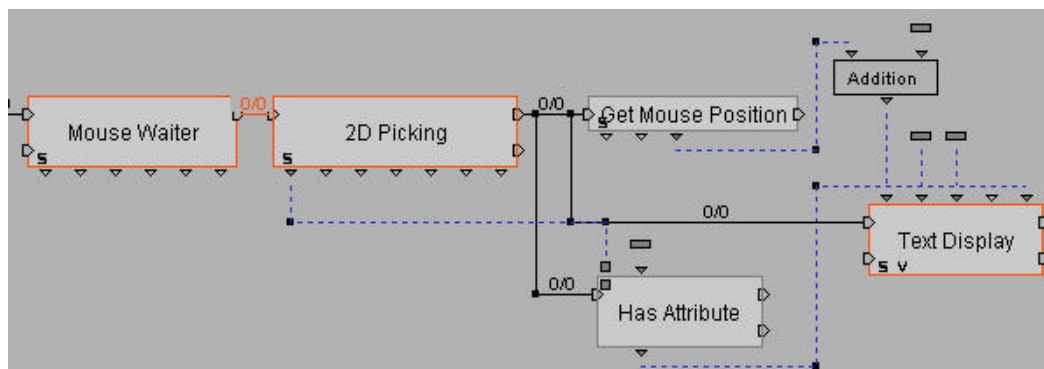 Addition
0/0
0/0
Mouse Waiter
S
2D Picking
S
Get Mouse Position
S
0/0
Text Display
S V
0/0
Has Attribute